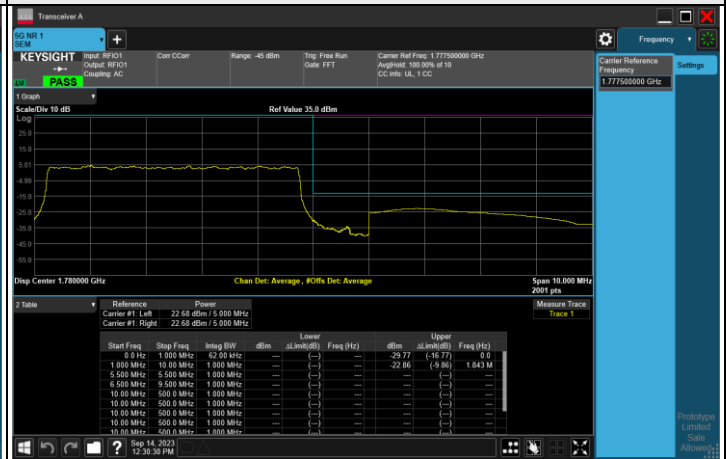 Transceiver A
5G NR 1
SEM
KEYSIGHT Input: RFIO1 Corr CCorr Range: -45 dBm Trig: Free Run Carrier Ref Freq: 1.777500000 GHz
Output: RFIO1 Gate: FFT AvgHold: 100.00% of 10
Coupling: AC CC Info: UL, 1 CC
PASS
Frequency
Carrier Reference Frequency
1.777500000 GHz
Settings
1 Graph
Scale/Div 10 dB Ref Value 35.0 dBm
Log
25.0
15.0
5.01
-4.99
-15.0
-25.0
-35.0
-45.0
-55.0
Disp Center 1.780000 GHz Chan Det: Average, #Offs Det: Average Span 10.000 MHz
2001 pts
2 Table
Reference Power
Carrier #1: Left 22.68 dBm / 5.000 MHz
Carrier #1: Right 22.68 dBm / 5.000 MHz
Measure Trace
Trace 1
Lower Upper
Start Freq Stop Freq Integ BW dBm ΔLimit(dB) Freq (Hz) dBm ΔLimit(dB) Freq (Hz)
0.0 Hz 1.000 MHz 62.00 kHz --- (---) --- -29.77 (-16.77) 0.0
1.000 MHz 10.00 MHz 1.000 MHz --- (---) --- -22.86 (-9.86) 1.843 M
5.500 MHz 5.500 MHz 1.000 MHz --- (---) --- --- (---) ---
6.500 MHz 9.500 MHz 1.000 MHz --- (---) --- --- (---) ---
10.00 MHz 500.0 MHz 1.000 MHz --- (---) --- --- (---) ---
10.00 MHz 500.0 MHz 1.000 MHz --- (---) --- --- (---) ---
10.00 MHz 500.0 MHz 1.000 MHz --- (---) --- --- (---) ---
10.00 MHz 500.0 MHz 1.000 MHz --- (---) --- --- (---) ---
10.00 MHz 500.0 MHz 1.000 MHz --- (---) --- --- (---) ---
Prototype
Limited
Sale
Allowed
Sep 14, 2023
12:30:30 PM